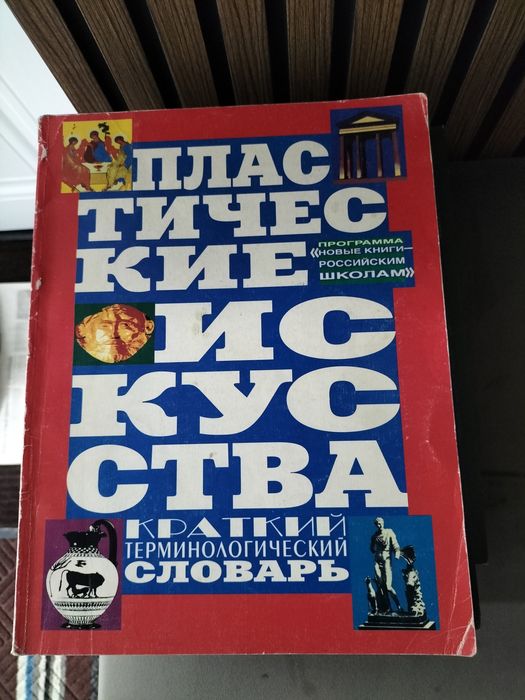 ПЛАС
ТИЧЕС
КИЕ
ПРОГРАММА
«НОВЫЕ КНИГИ—
РОССИЙСКИМ
ШКОЛАМ»
ИС
КУС
СТВА
КРАТКИЙ
ТЕРМИНОЛОГИЧЕСКИЙ
СЛОВАРЬ